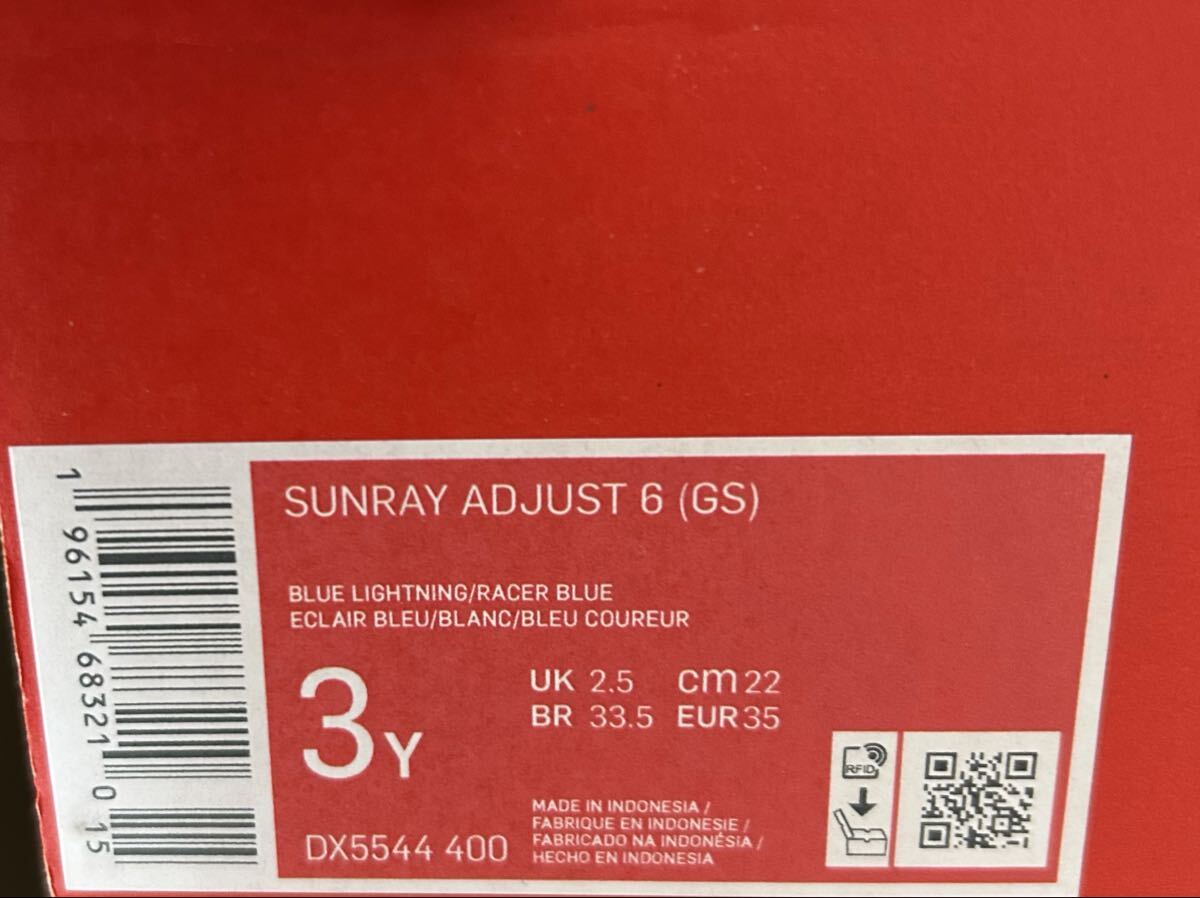 SUNRAY ADJUST 6 (GS)
BLUE LIGHTNING/RACER BLUE
ECLAIR BLEU/BLANC/BLEU COUREUR
3Y
UK 2.5 cm 22
BR 33.5 EUR 35
DX5544 400
MADE IN INDONESIA /
FABRIQUE EN INDONESIE /
FABRICADO NA INDONÉSIA /
HECHO EN INDONESIA
RFID
1 96154 68321 0 15